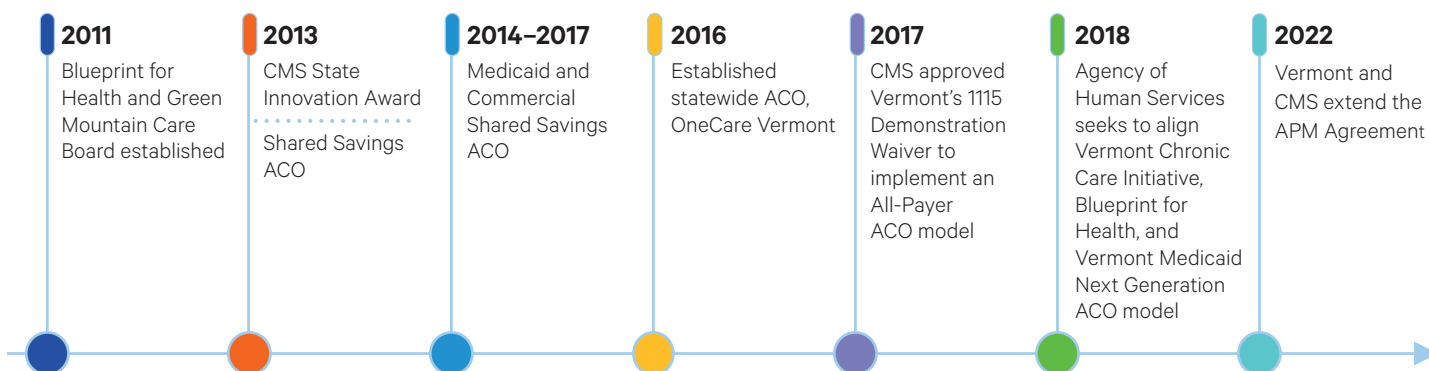 2011
Blueprint for
Health and Green
Mountain Care
Board established
2013
CMS State
Innovation Award
Shared Savings
ACO
2014–2017
Medicaid and
Commercial
Shared Savings
ACO
2016
Established
statewide ACO,
OneCare Vermont
2017
CMS approved
Vermont’s 1115
Demonstration
Waiver to
implement an
All-Payer
ACO model
2018
Agency of
Human Services
seeks to align
Vermont Chronic
Care Initiative,
Blueprint for
Health, and
Vermont Medicaid
Next Generation
ACO model
2022
Vermont and
CMS extend the
APM Agreement